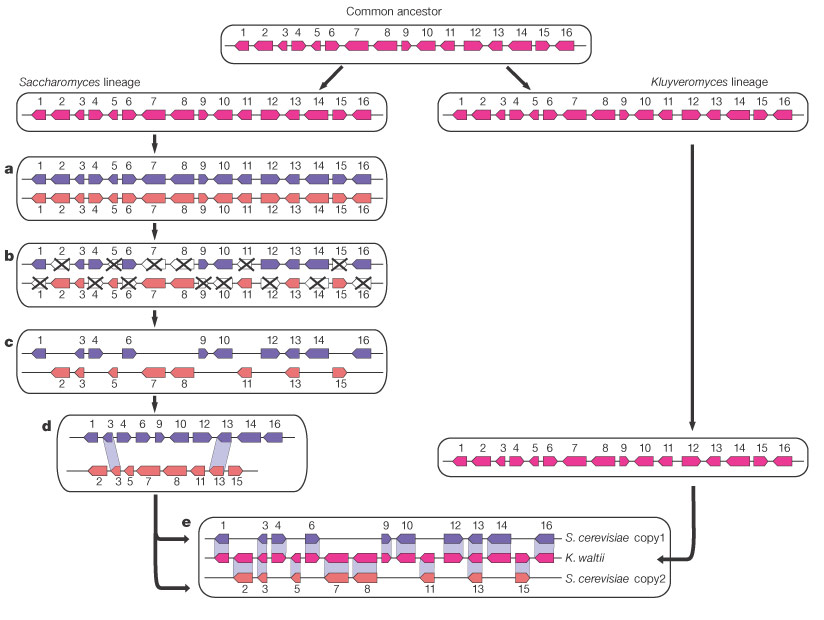 Common ancestor
1 2 3 4 5 6 7 8 9 10 11 12 13 14 15 16
Saccharomyces lineage
Kluyveromyces lineage
1 2 3 4 5 6 7 8 9 10 11 12 13 14 15 16
1 2 3 4 5 6 7 8 9 10 11 12 13 14 15 16
a
1 2 3 4 5 6 7 8 9 10 11 12 13 14 15 16
1 2 3 4 5 6 7 8 9 10 11 12 13 14 15 16
b
1 2 3 4 5 6 7 8 9 10 11 12 13 14 15 16
1 2 3 4 5 6 7 8 9 10 11 12 13 14 15 16
c
1 3 4 6 9 10 12 13 14 16
2 3 5 7 8 11 13 15
d
1 3 4 6 9 10 12 13 14 16
2 3 5 7 8 11 13 15
1 2 3 4 5 6 7 8 9 10 11 12 13 14 15 16
e
1 3 4 6 9 10 12 13 14 16
S. cerevisiae copy1
K. waltii
S. cerevisiae copy2
2 3 5 7 8 11 13 15